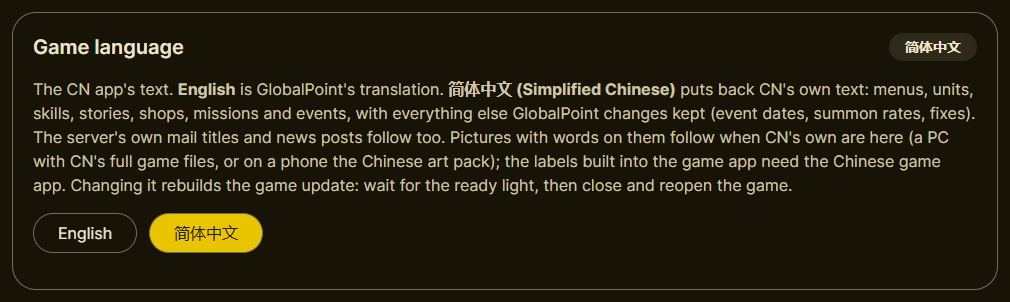 Game language
简体中文
The CN app's text. English is GlobalPoint's translation. 简体中文 (Simplified Chinese) puts back CN's own text: menus, units,
skills, stories, shops, missions and events, with everything else GlobalPoint changes kept (event dates, summon rates, fixes).
The server's own mail titles and news posts follow too. Pictures with words on them follow when CN's own are here (a PC
with CN's full game files, or on a phone the Chinese art pack); the labels built into the game app need the Chinese game
app. Changing it rebuilds the game update: wait for the ready light, then close and reopen the game.
English
简体中文